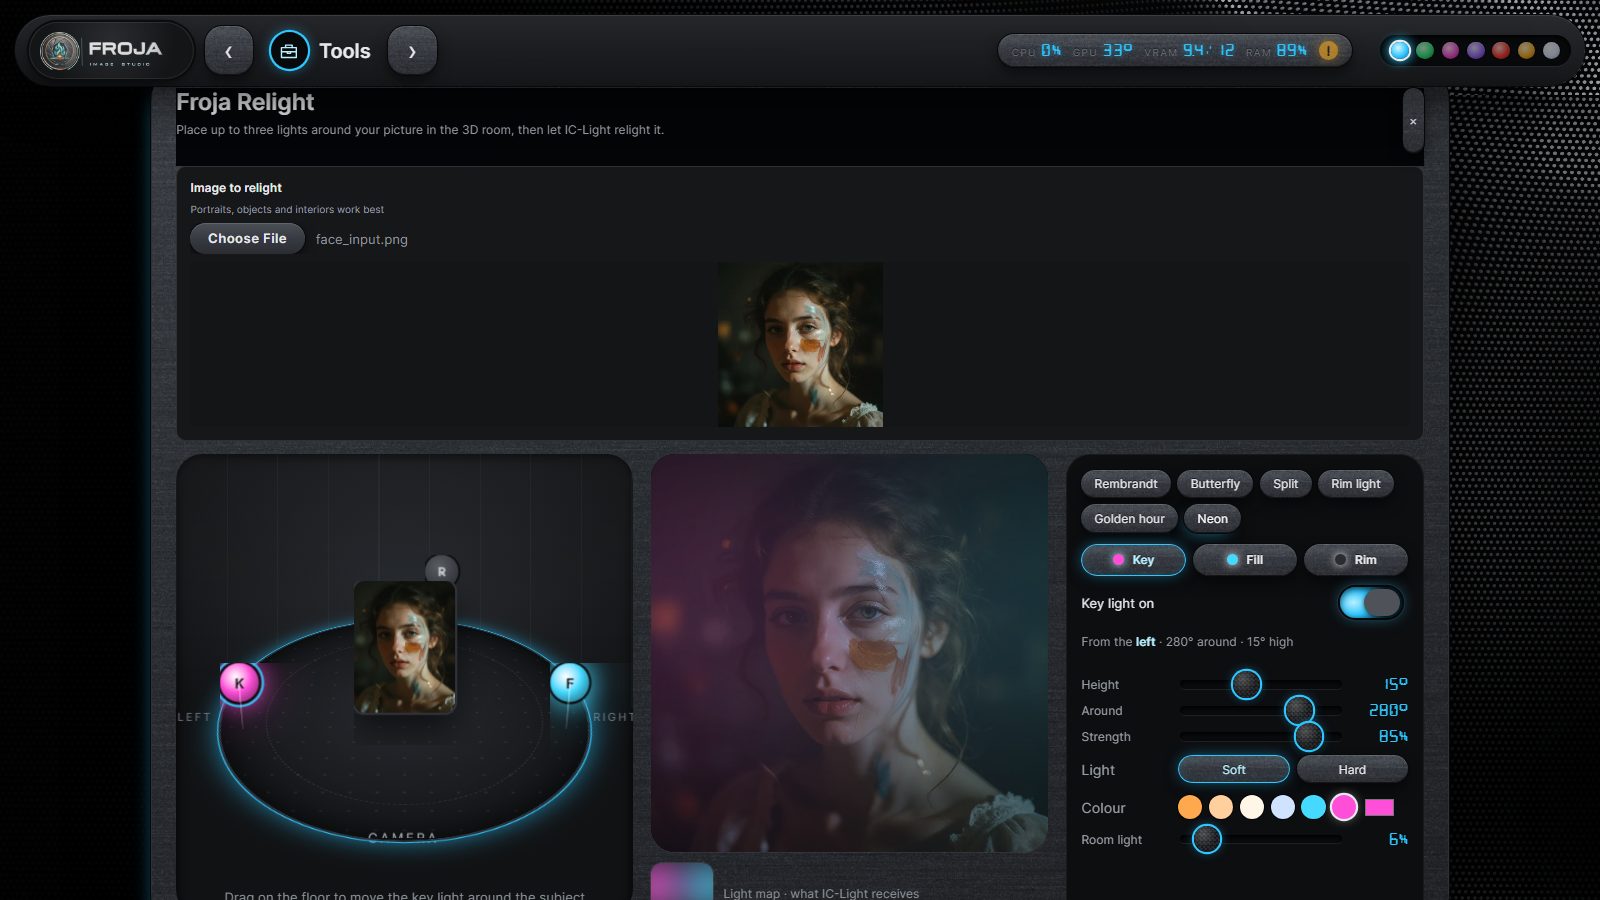 FROJA
IMAGE STUDIO
Tools
CPU 0% GPU 33° VRAM 9.4/12 RAM 89% !
Froja Relight
Place up to three lights around your picture in the 3D room, then let IC-Light relight it.
×
Image to relight
Portraits, objects and interiors work best
Choose File face_input.png
Rembrandt Butterfly Split Rim light
Golden hour Neon
Key Fill Rim
Key light on
From the left · 280° around · 15° high
Height 15°
Around 280°
Strength 85%
Light Soft Hard
Colour
Room light 6%
R
K F
LEFT RIGHT
CAMERA
Drag on the floor to move the key light around the subject
Light map · what IC-Light receives